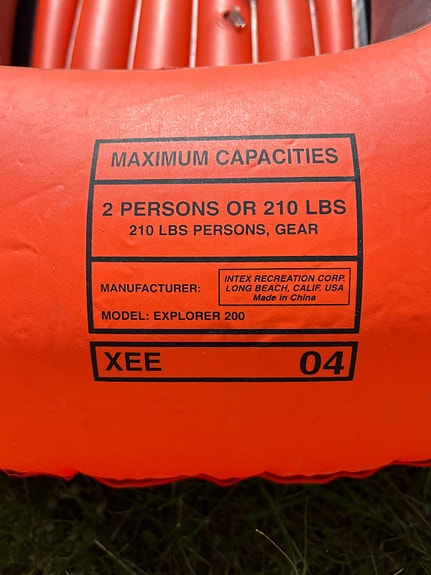 MAXIMUM CAPACITIES
2 PERSONS OR 210 LBS
210 LBS PERSONS, GEAR
MANUFACTURER:
INTEX RECREATION CORP.
LONG BEACH, CALIF. USA
Made in China
MODEL: EXPLORER 200
XEE 04